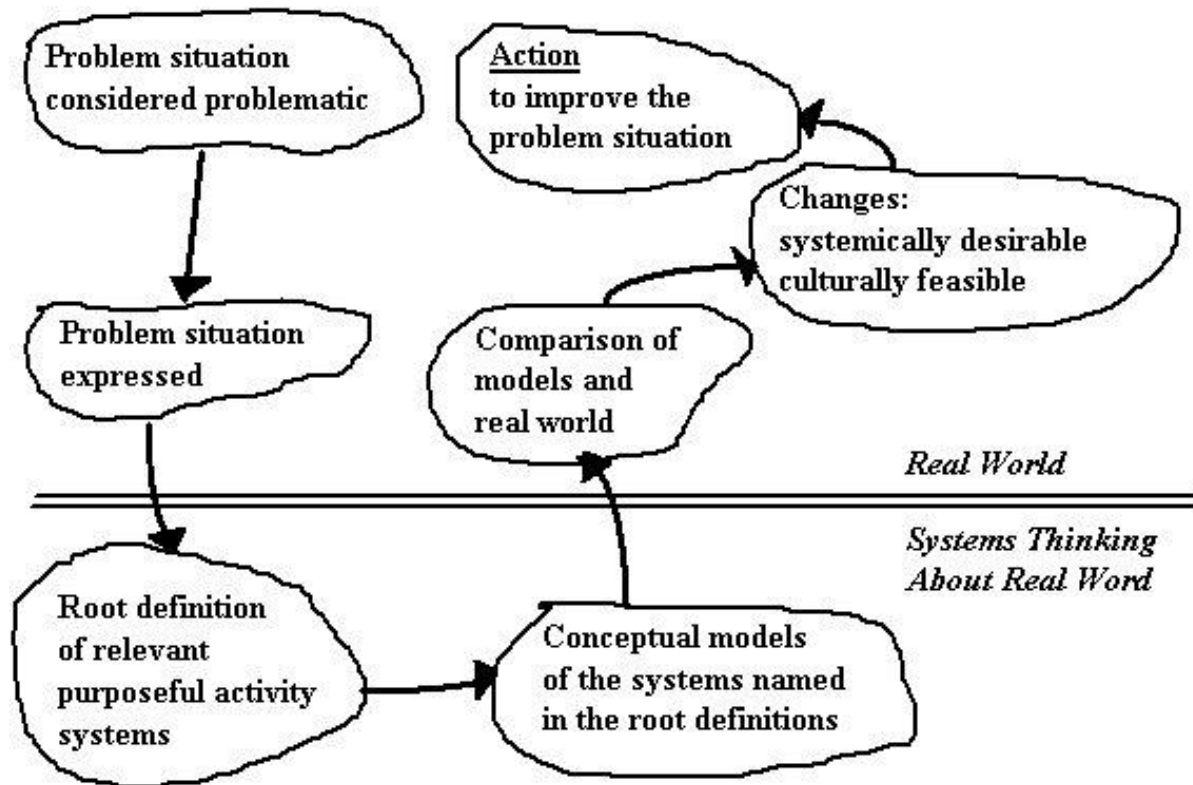 Problem situation
considered problematic
Action
to improve the
problem situation
Changes:
systemically desirable
culturally feasible
Problem situation
expressed
Comparison of
models and
real world
Real World
Systems Thinking
About Real Word
Root definition
of relevant
purposeful activity
systems
Conceptual models
of the systems named
in the root definitions